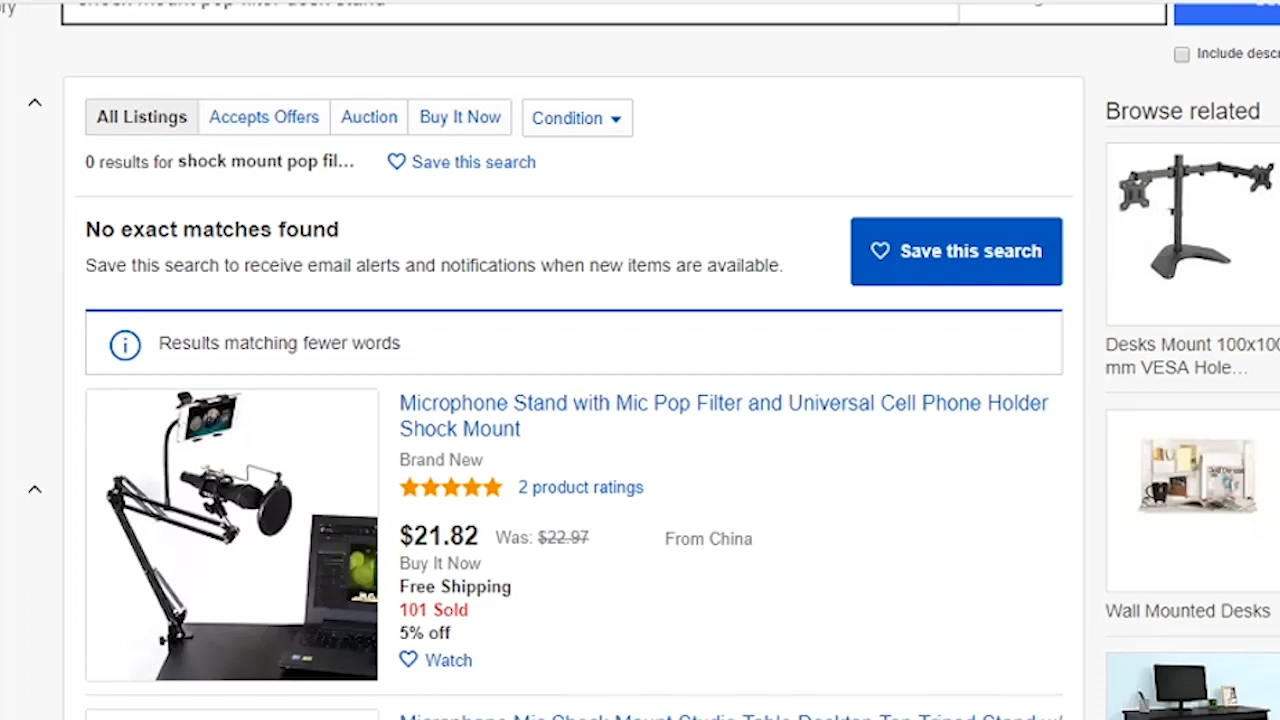 Include
All Listings Accepts Offers Auction Buy It Now Condition
0 results for shock mount pop fil... Save this search
Browse related
No exact matches found
Save this search to receive email alerts and notifications when new items are available.
Save this search
Results matching fewer words
Microphone Stand with Mic Pop Filter and Universal Cell Phone Holder
Shock Mount
Brand New
2 product ratings
$21.82 Was: $22.97 From China
Buy It Now
Free Shipping
101 Sold
5% off
Watch
Desks Mount 100x100
mm VESA Hole...
Wall Mounted Desks